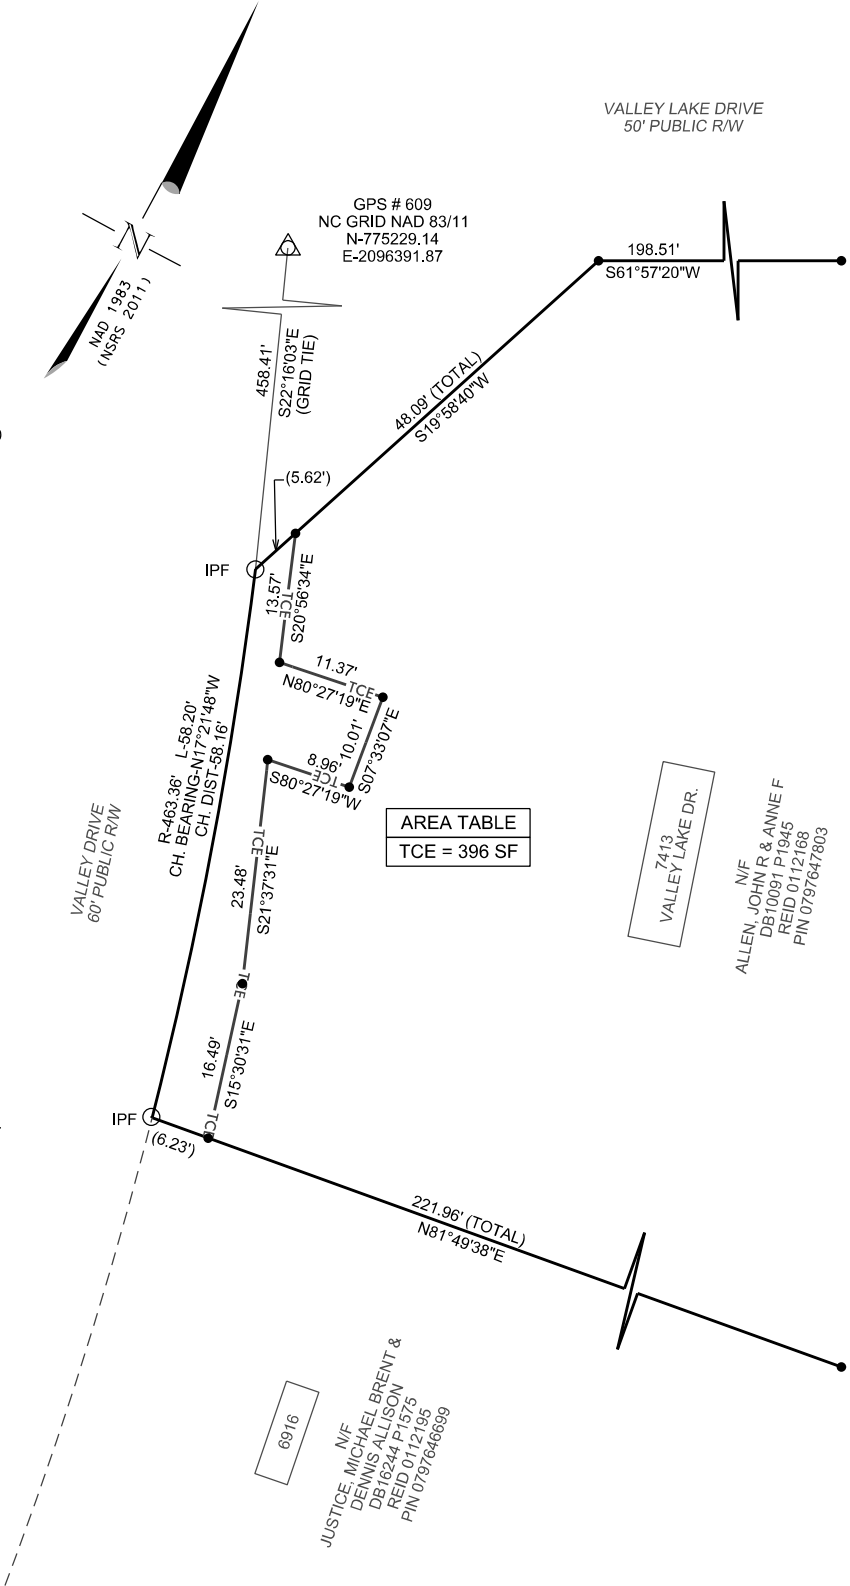 VALLEY LAKE DRIVE
50' PUBLIC R/W
GPS # 609
NC GRID NAD 83/11
N-775229.14
E-2096391.87
N
NAD 1983
(NSRS 2011)
198.51'
S61°57'20"W
458.41'
S22°16'03"E
(GRID TIE)
48.09' (TOTAL)
S19°58'40"W
(5.62')
IPF
13.57'
TCE
S20°56'34"E
11.37'
TCE
N80°27'19"E
10.01'
S07°33'07"E
8.96'
TCE
S80°27'19"W
R-463.36' L-58.20'
CH. BEARING-N17°21'48"W
CH. DIST-58.16'
VALLEY DRIVE
60' PUBLIC R/W
AREA TABLE
TCE = 396 SF
7413
VALLEY LAKE DR.
N/F
ALLEN, JOHN R & ANNE F
DB10091 P1945
REID 0112168
PIN 0797647803
TCE
23.48'
S21°37'31"E
TCE
16.49'
S15°30'31"E
TCE
IPF
(6.23')
221.96' (TOTAL)
N81°49'38"E
6916
N/F
JUSTICE, MICHAEL BRENT &
DENNIS ALLISON
DB16244 P1575
REID 0112195
PIN 0797646699